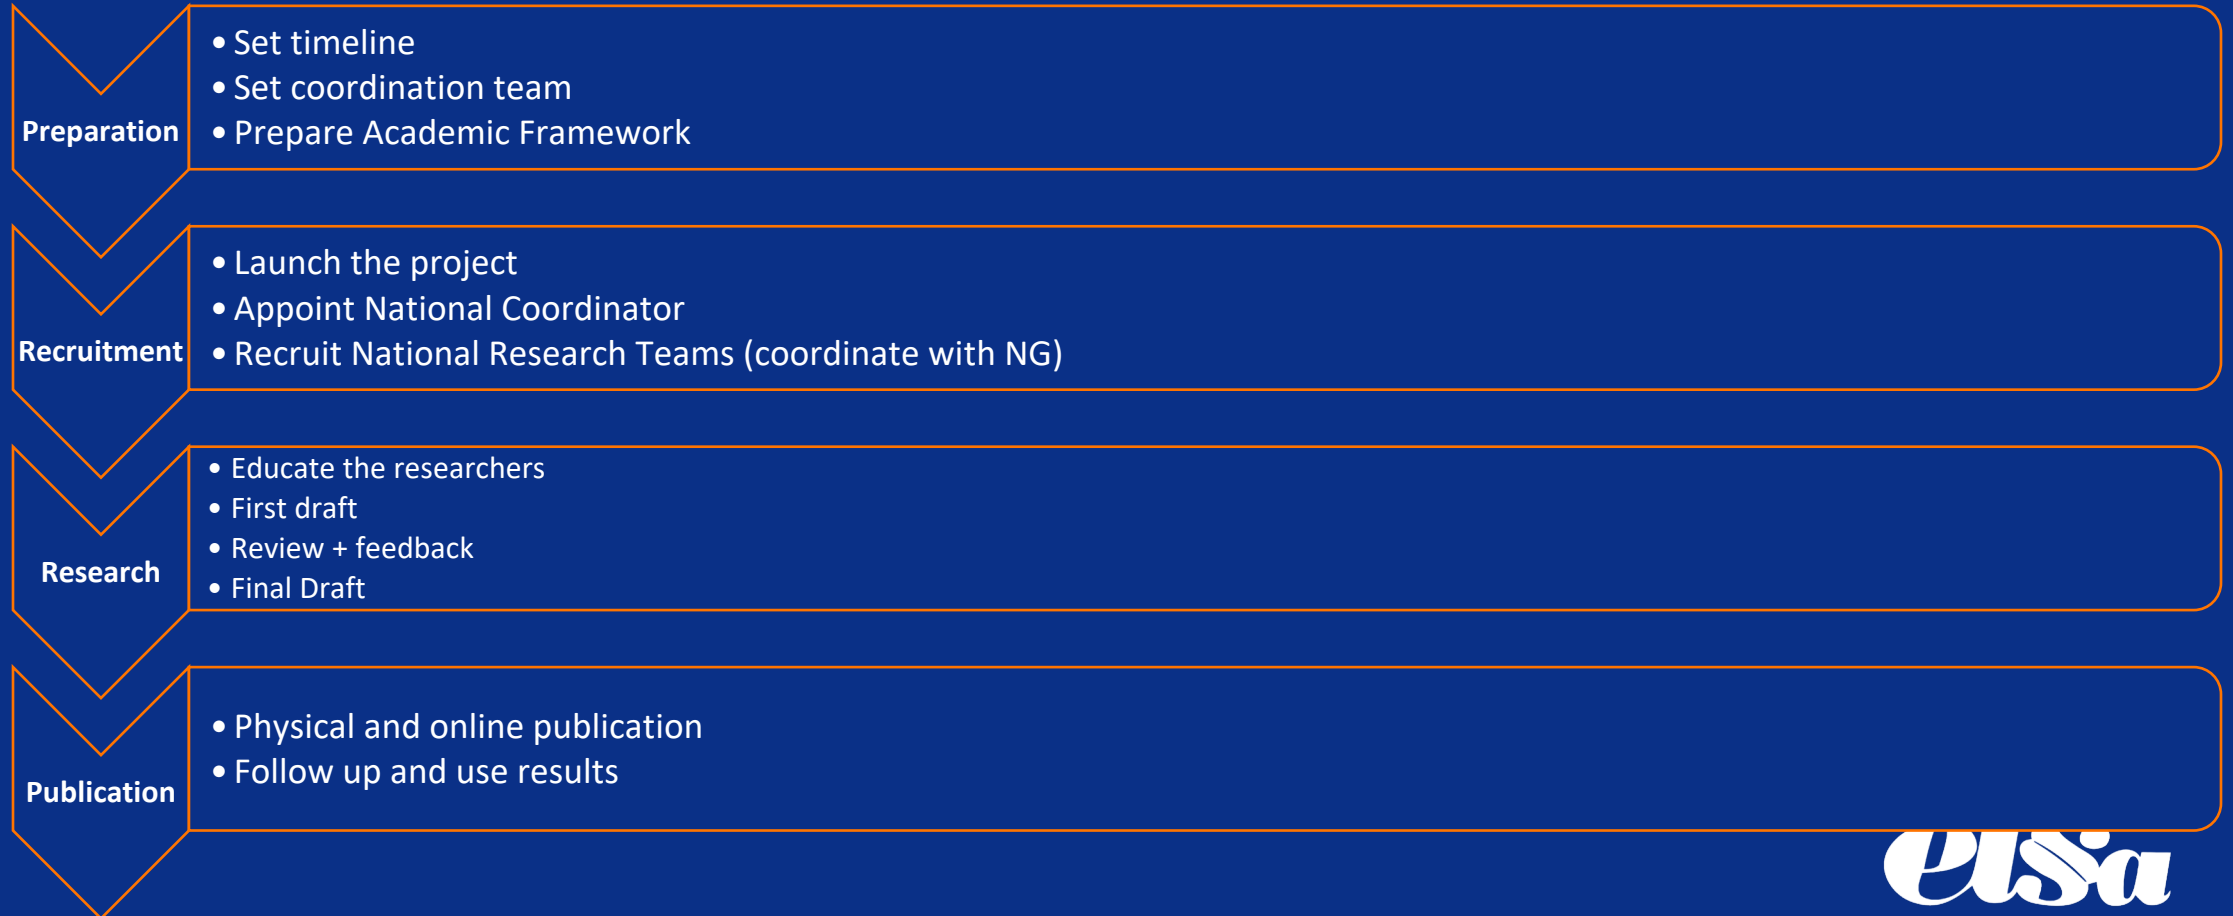 Preparation
• Set timeline
• Set coordination team
• Prepare Academic Framework
Recruitment
• Launch the project
• Appoint National Coordinator
• Recruit National Research Teams (coordinate with NG)
Research
• Educate the researchers
• First draft
• Review + feedback
• Final Draft
Publication
• Physical and online publication
• Follow up and use results
elsa